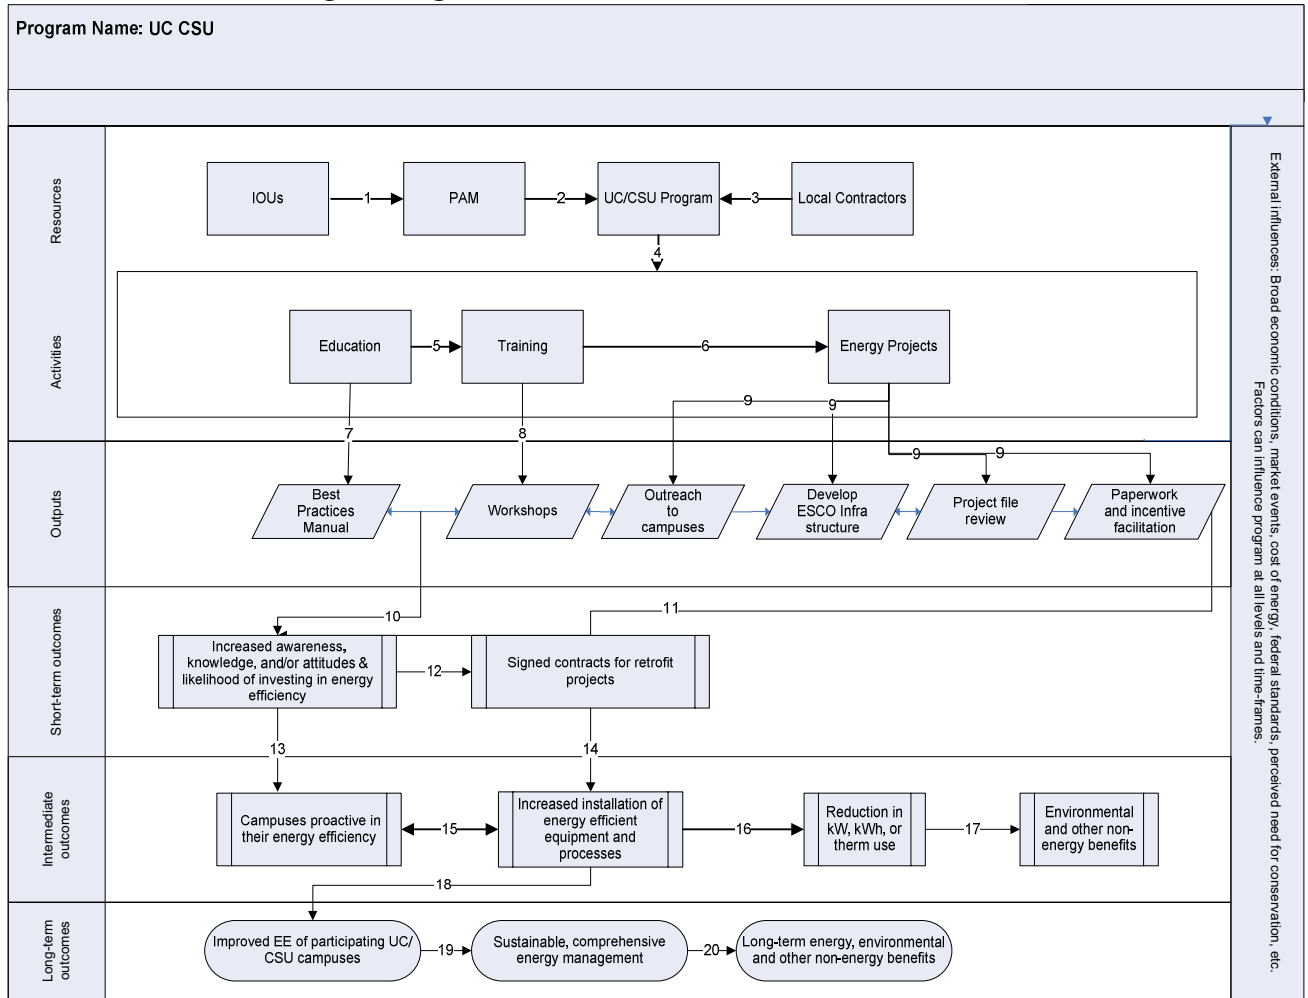 Program Name: UC CSU
Resources
IOUs
1
PAM
2
UC/CSU Program
3
Local Contractors
4
Activities
Education
5
Training
6
Energy Projects
7
8
9
9
9
9
Outputs
Best
Practices
Manual
Workshops
Outreach
to
campuses
Develop
ESCO Infra
structure
Project file
review
Paperwork
and incentive
facilitation
10
11
Short-term outcomes
Increased awareness,
knowledge, and/or attitudes &
likelihood of investing in energy
efficiency
12
Signed contracts for retrofit
projects
13
14
Intermediate
outcomes
Campuses proactive in
their energy efficiency
15
Increased installation of
energy efficient
equipment and
processes
16
Reduction in
kW, kWh, or
therm use
17
Environmental
and other non-
energy benefits
18
Long-term
outcomes
Improved EE of participating UC/
CSU campuses
19
Sustainable, comprehensive
energy management
20
Long-term energy, environmental
and other non-energy benefits
External influences: Broad economic conditions, market events, cost of energy, federal standards, perceived need for conservation, etc.
Factors can influence program at all levels and time-frames.